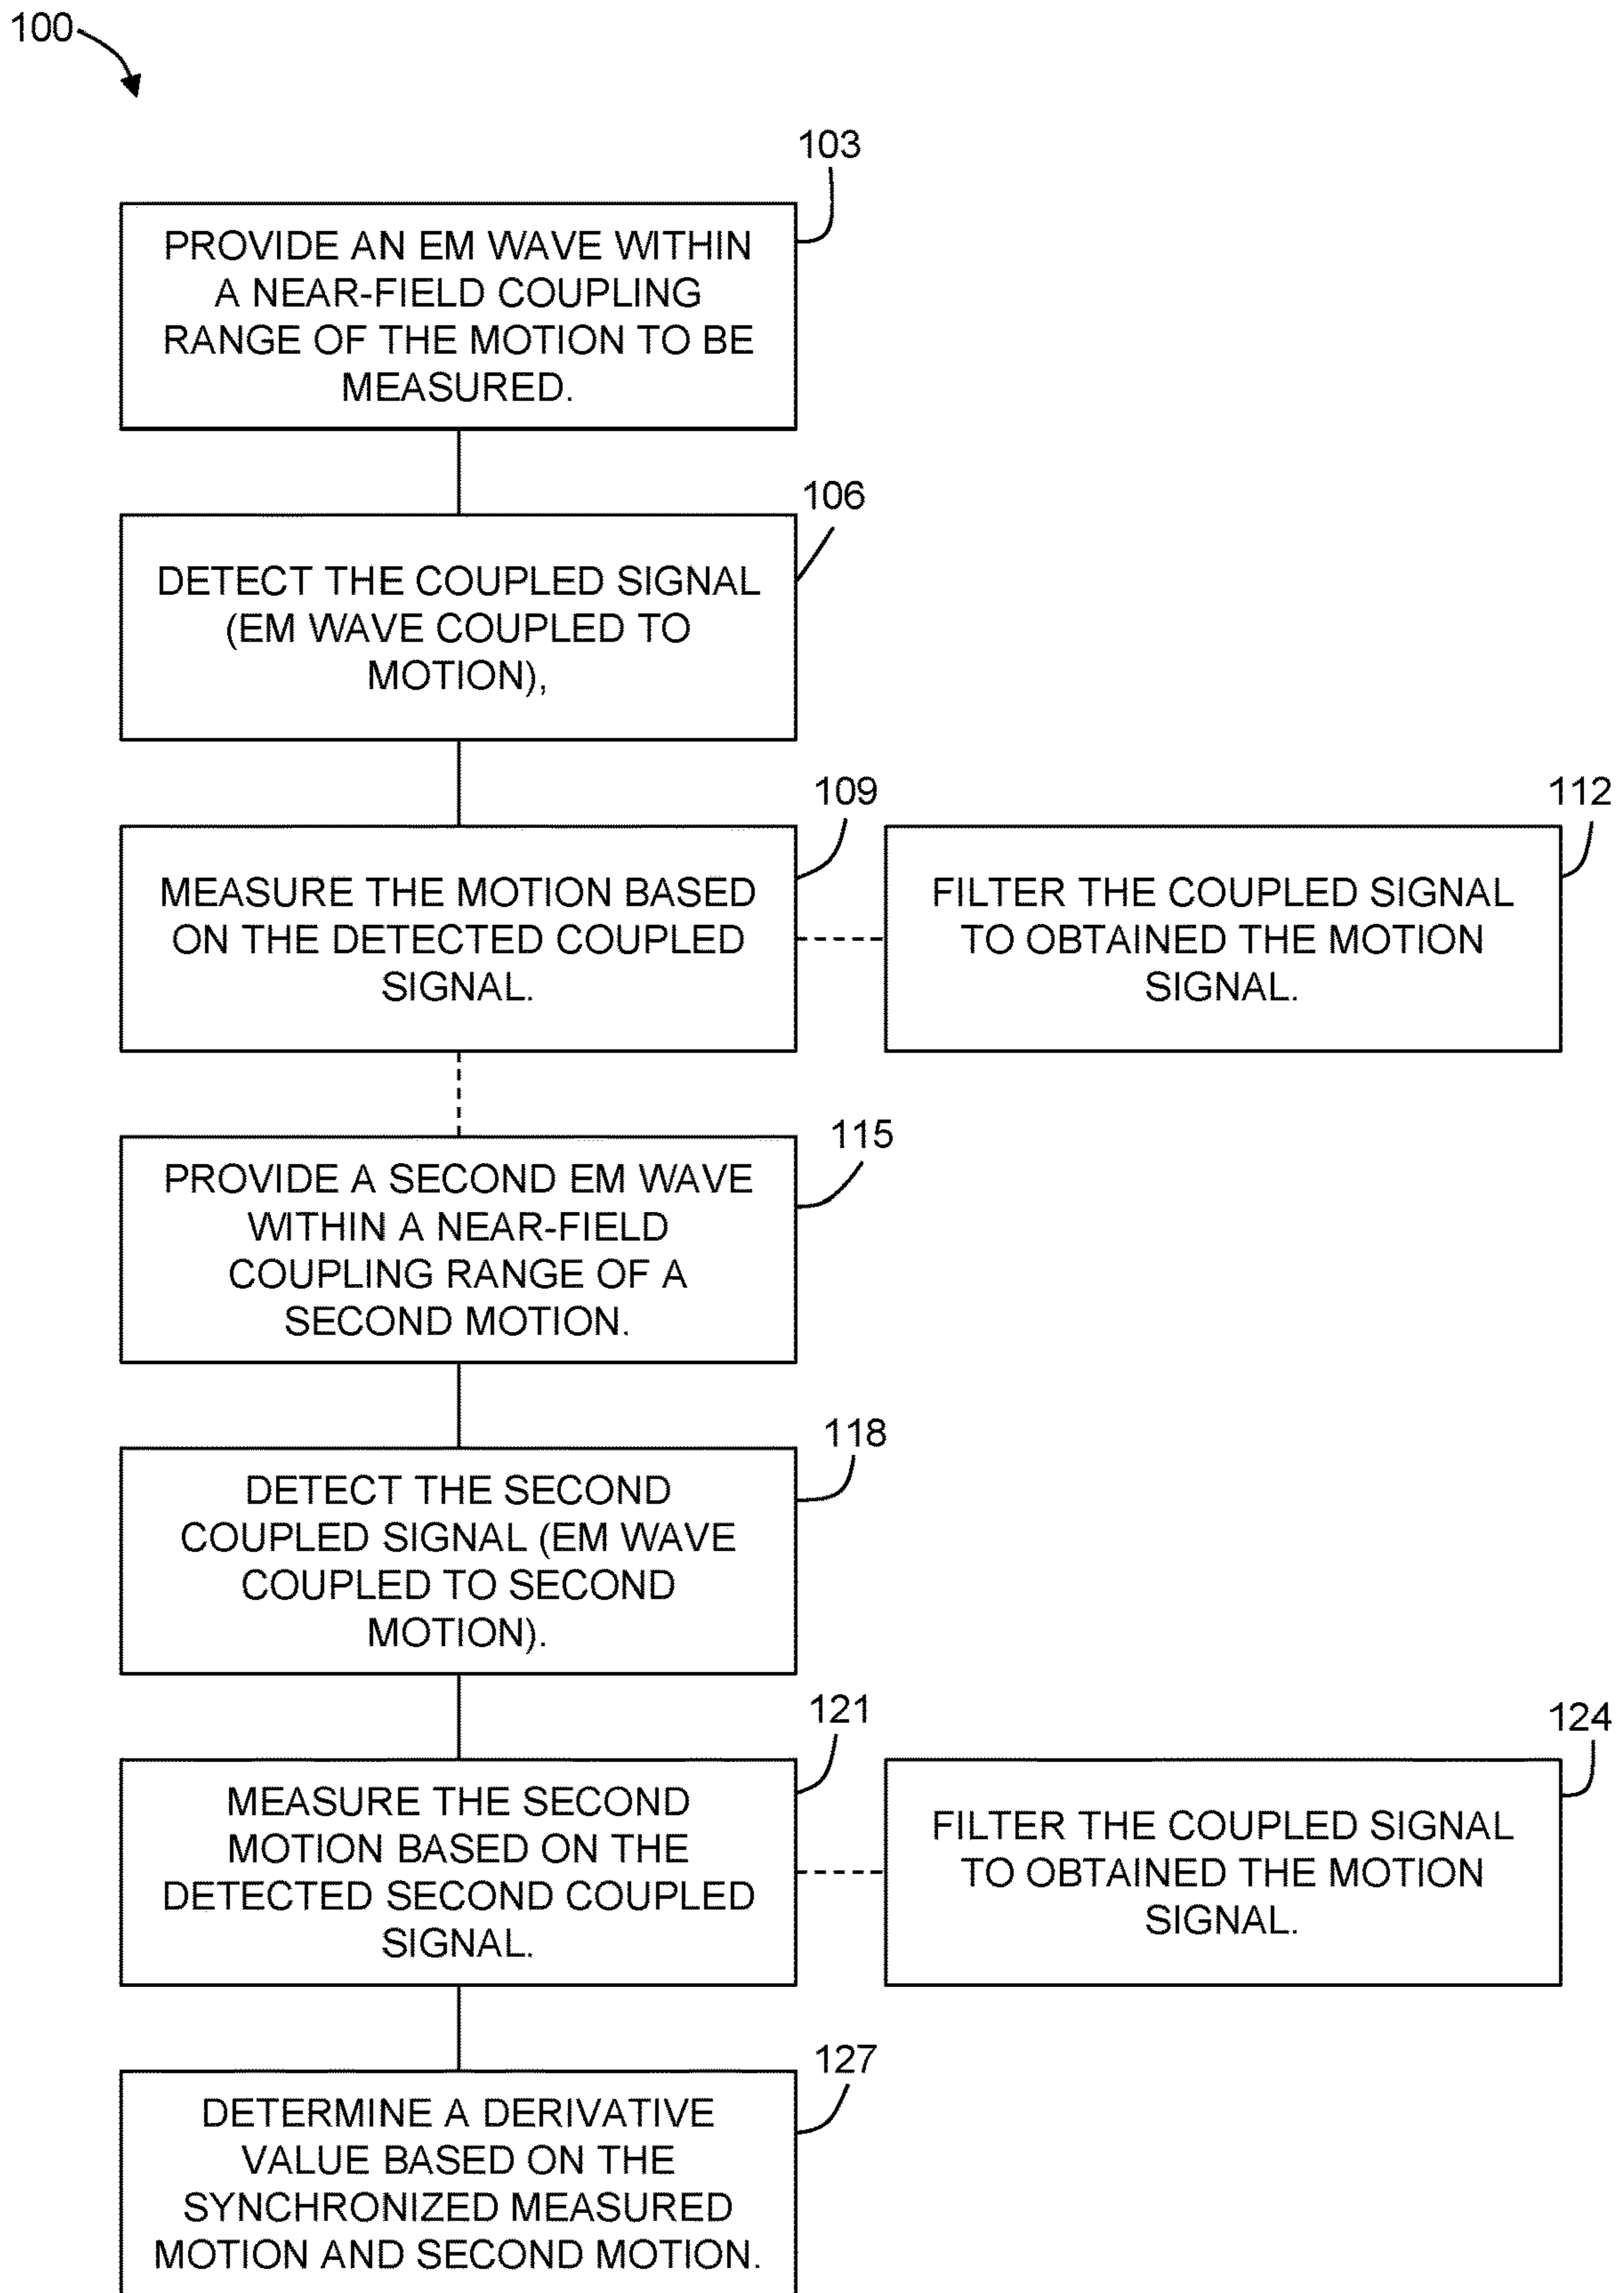 100
103
PROVIDE AN EM WAVE WITHIN
A NEAR-FIELD COUPLING
RANGE OF THE MOTION TO BE
MEASURED.
106
DETECT THE COUPLED SIGNAL
(EM WAVE COUPLED TO
MOTION),
109
MEASURE THE MOTION BASED
ON THE DETECTED COUPLED
SIGNAL.
112
FILTER THE COUPLED SIGNAL
TO OBTAINED THE MOTION
SIGNAL.
115
PROVIDE A SECOND EM WAVE
WITHIN A NEAR-FIELD
COUPLING RANGE OF A
SECOND MOTION.
118
DETECT THE SECOND
COUPLED SIGNAL (EM WAVE
COUPLED TO SECOND
MOTION).
121
MEASURE THE SECOND
MOTION BASED ON THE
DETECTED SECOND COUPLED
SIGNAL.
124
FILTER THE COUPLED SIGNAL
TO OBTAINED THE MOTION
SIGNAL.
127
DETERMINE A DERIVATIVE
VALUE BASED ON THE
SYNCHRONIZED MEASURED
MOTION AND SECOND MOTION.